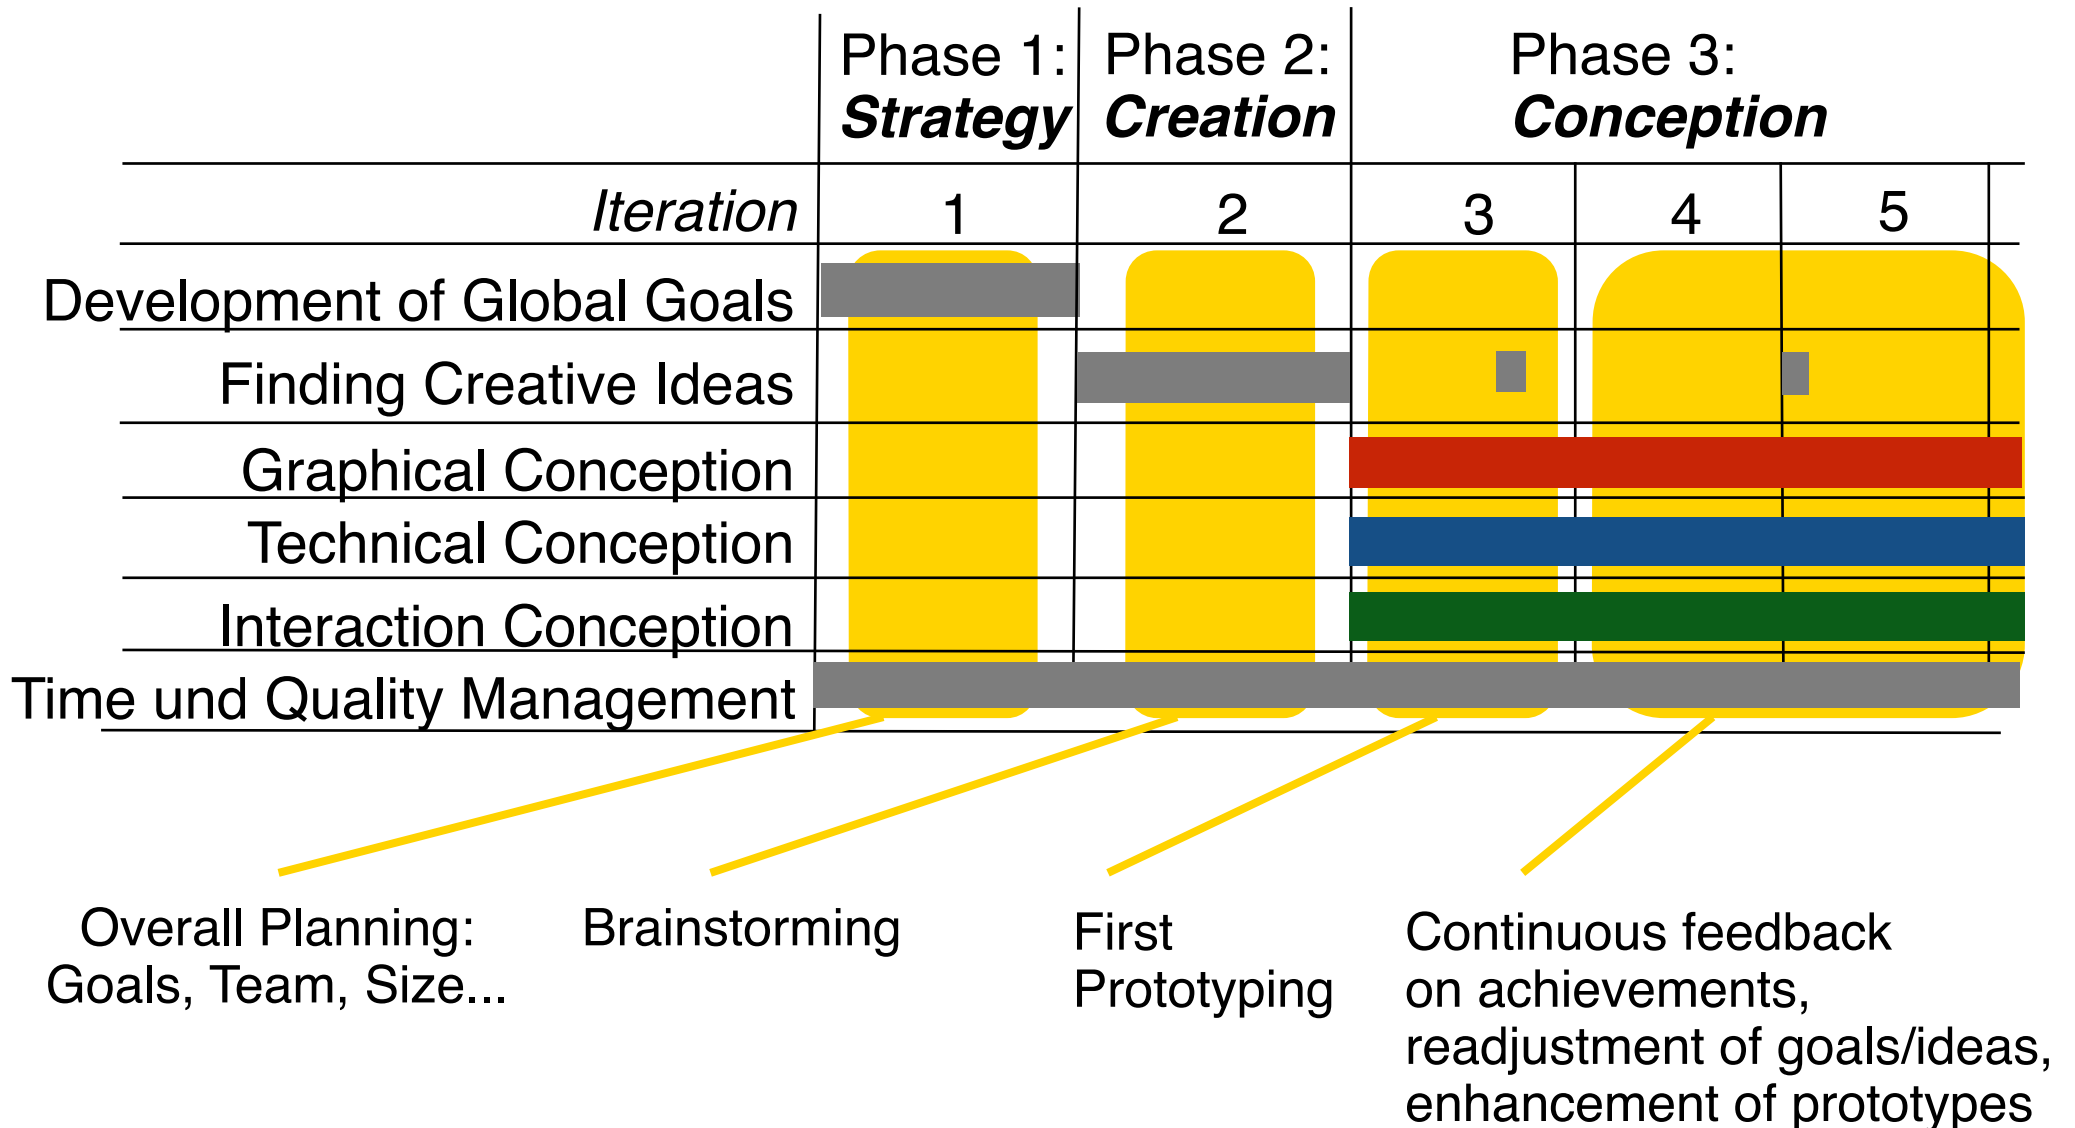 Phase 1:
Strategy
Phase 2:
Creation
Phase 3:
Conception
Iteration 1 2 3 4 5
Development of Global Goals
Finding Creative Ideas
Graphical Conception
Technical Conception
Interaction Conception
Time und Quality Management
Overall Planning:
Goals, Team, Size...
Brainstorming
First
Prototyping
Continuous feedback
on achievements,
readjustment of goals/ideas,
enhancement of prototypes